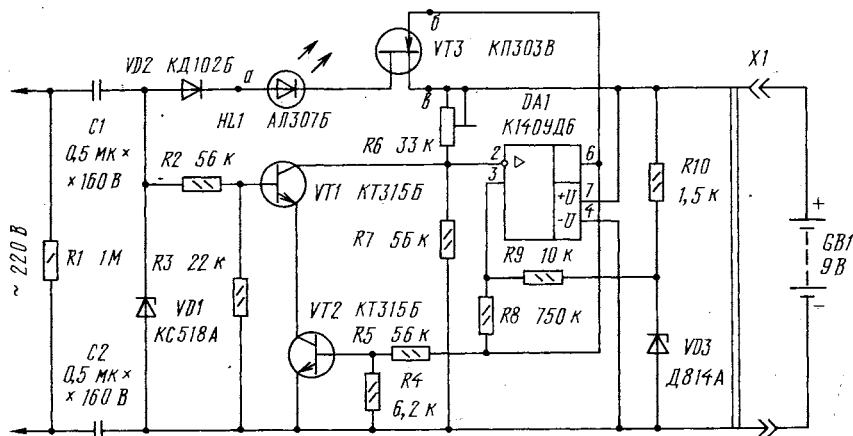 б
VT3 КП303В
X1
VD2 КД102Б
а
в
DA1
К140УД6
C1
0,5 МК ×
× 160 В
HL1 АЛ307Б
R6
33 К
R2 56 К
2
3
6
7
4
+U
-U
R10
1,5 К
VT1 КТ315Б
~ 220 В
R1 1М
R3 22 К
R7
56 К
R9 10 К
+
GB1
9В
–
VD1
КС518А
VT2 КТ315Б
R5
56 К
R8 750 К
VD3
Д814А
C2
0,5 МК ×
× 160 В
R4
6,2 К